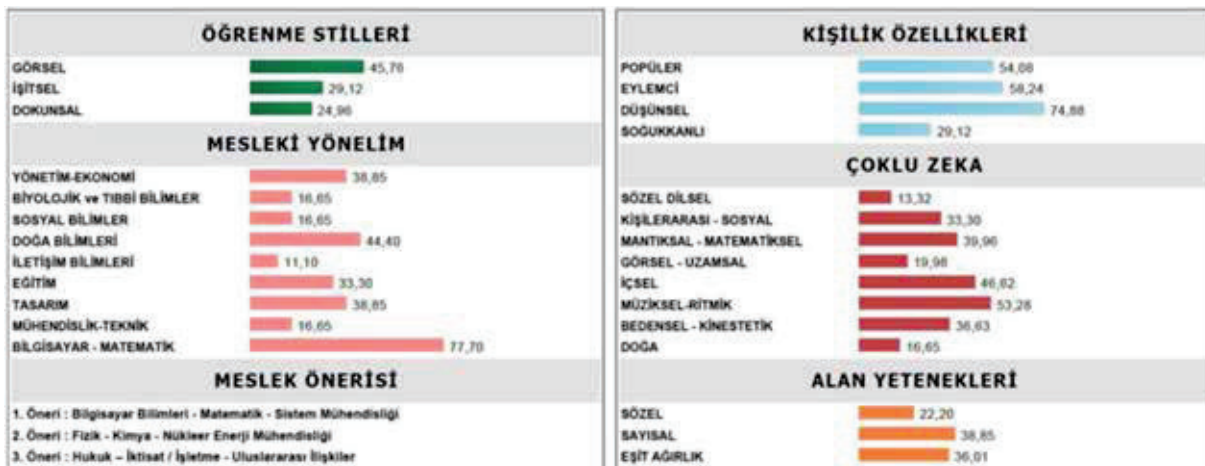 ÖĞRENME STİLLERİ
GÖRSEL 45,76
İŞİTSEL 29,12
DOKUNSAL 24,96
MESLEKİ YÖNELİM
YÖNETİM-EKONOMİ 38,85
BİYOLOJİK ve TIBBİ BİLİMLER 16,65
SOSYAL BİLİMLER 16,65
DOĞA BİLİMLERİ 44,40
İLETİŞİM BİLİMLERİ 11,10
EĞİTİM 33,30
TASARIM 38,85
MÜHENDİSLİK-TEKNİK 16,65
BİLGİSAYAR - MATEMATİK 77,70
MESLEK ÖNERİSİ
1. Öneri : Bilgisayar Bilimleri - Matematik - Sistem Mühendisliği
2. Öneri : Fizik - Kimya - Nükleer Enerji Mühendisliği
3. Öneri : Hukuk – İktisat / İşletme - Uluslararası İlişkiler
KİŞİLİK ÖZELLİKLERİ
POPÜLER 54,08
EYLEMCİ 58,24
DÜŞÜNSEL 74,88
SOĞUKKANLI 29,12
ÇOKLU ZEKA
SÖZEL DİLSEL 13,32
KİŞİLERARASI - SOSYAL 33,30
MANTIKSAL - MATEMATİKSEL 39,96
GÖRSEL - UZAMSAL 19,98
İÇSEL 46,62
MÜZİKSEL-RİTMİK 53,28
BEDENSEL - KİNESTETİK 36,63
DOĞA 16,65
ALAN YETENEKLERİ
SÖZEL 22,20
SAYISAL 38,85
EŞİT AĞIRLIK 36,01